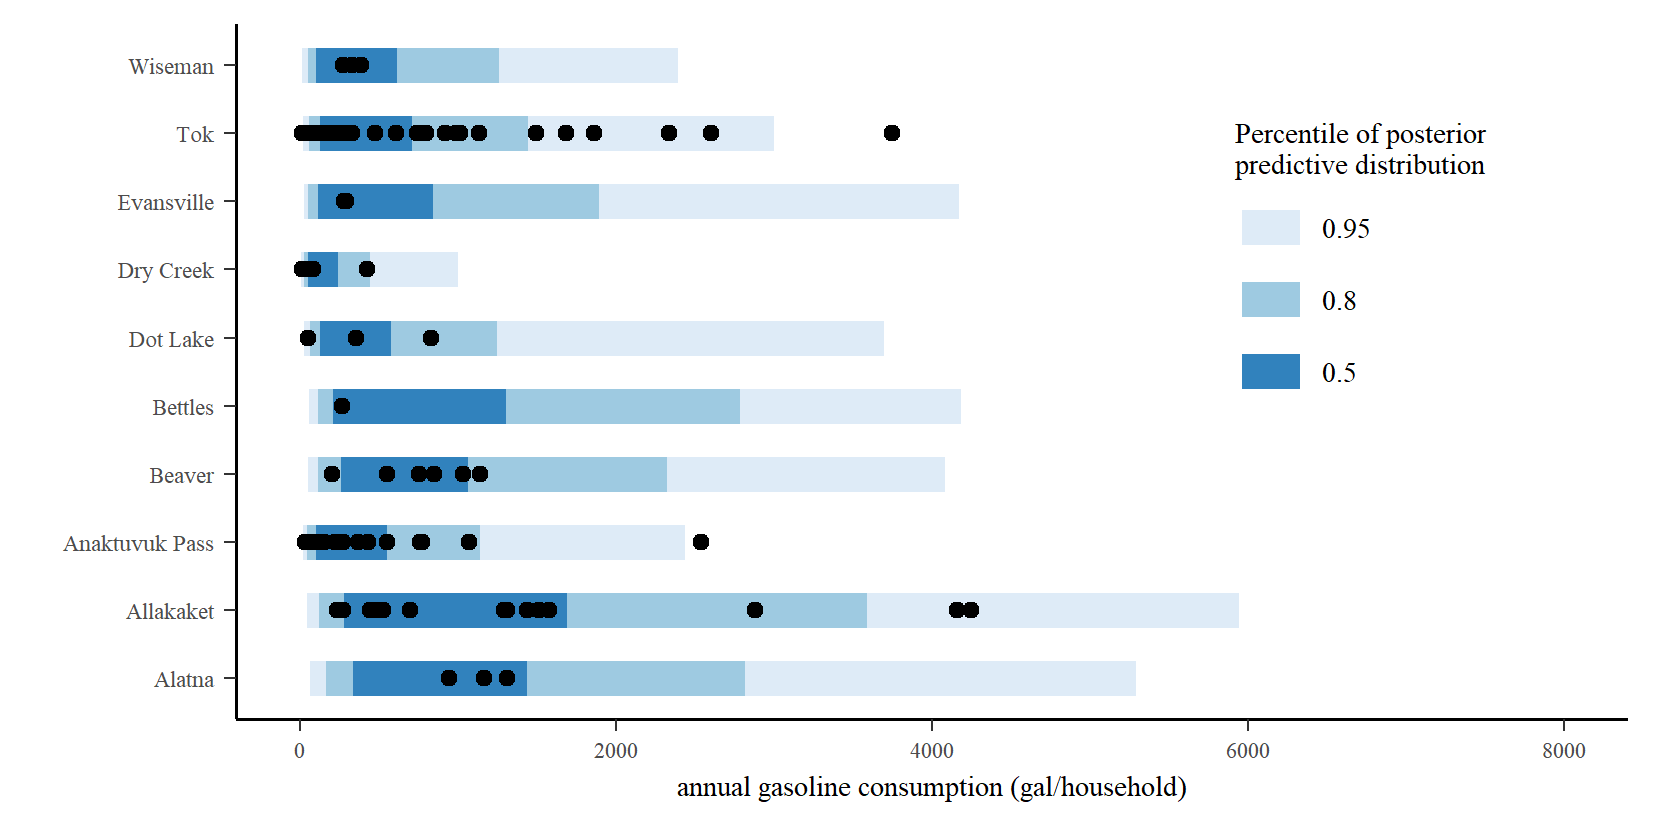 Wiseman
Tok
Evansville
Dry Creek
Dot Lake
Bettles
Beaver
Anaktuvuk Pass
Allakaket
Alatna
0
2000
4000
6000
8000
annual gasoline consumption (gal/household)
Percentile of posterior
predictive distribution
0.95
0.8
0.5